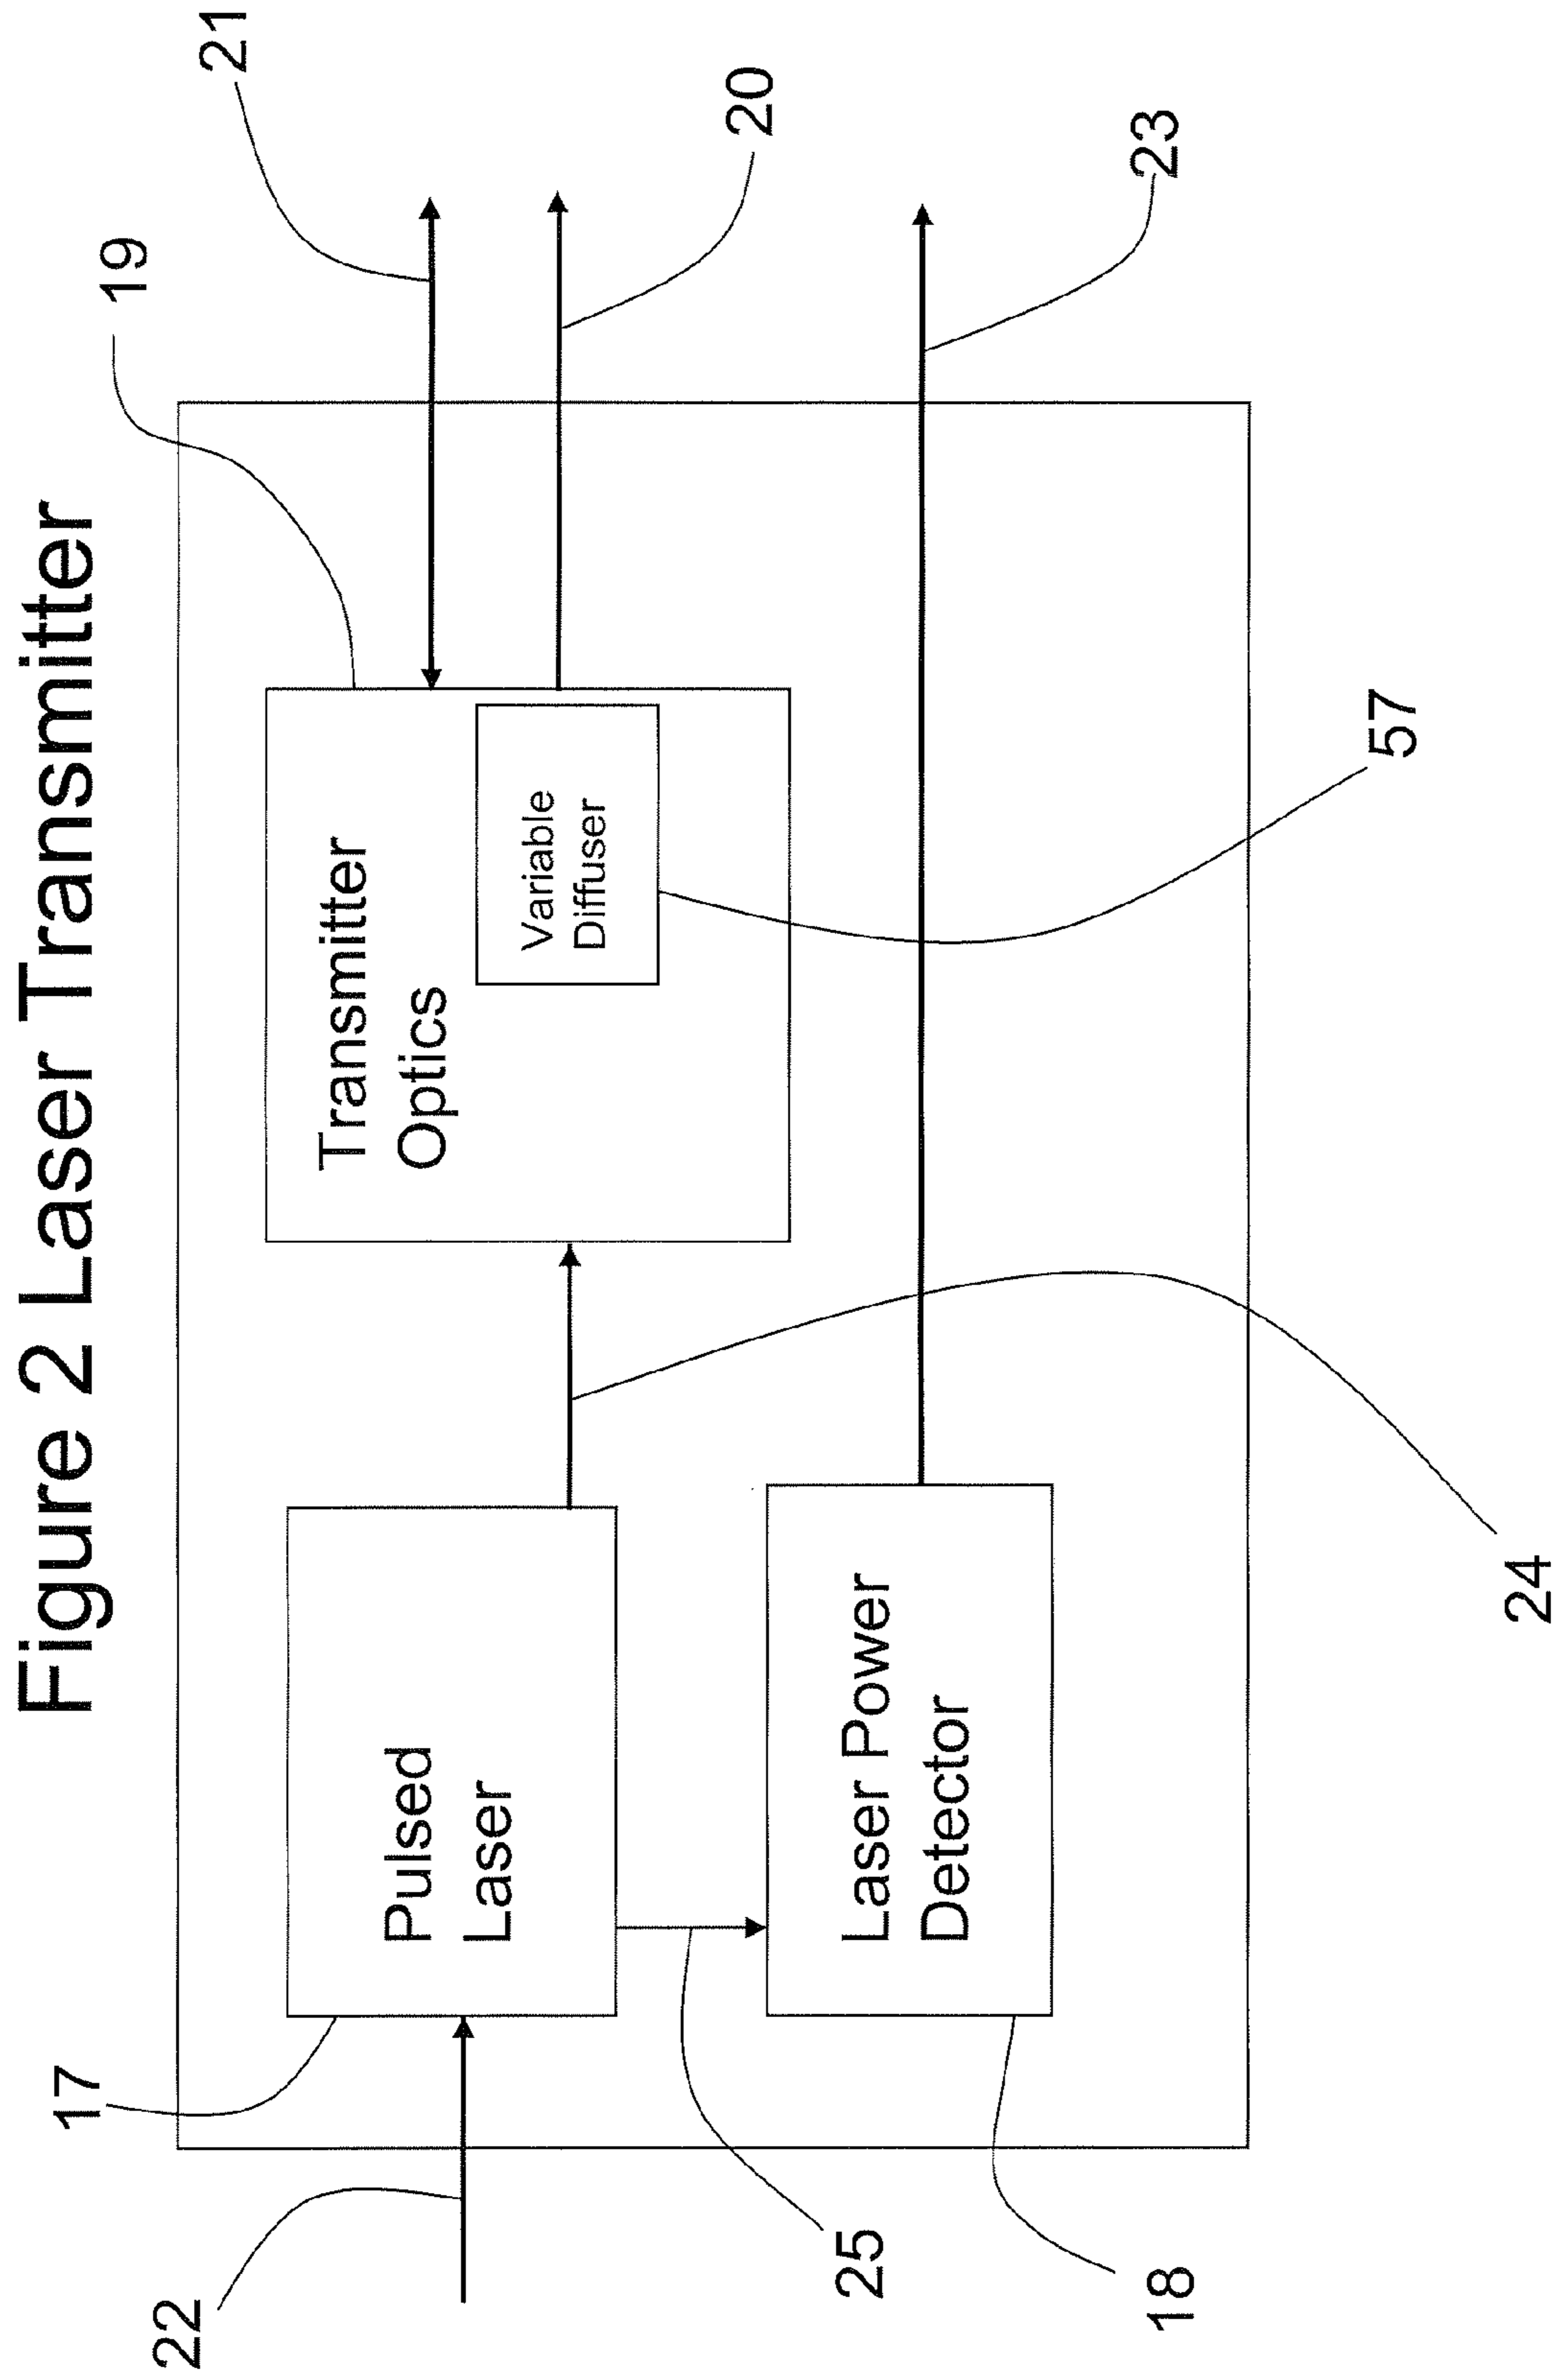 Figure 2 Laser Transmitter
21
19
20
23
17
22
Transmitter
Optics
Variable
Diffuser
Pulsed
Laser
Laser Power
Detector
57
24
25
18